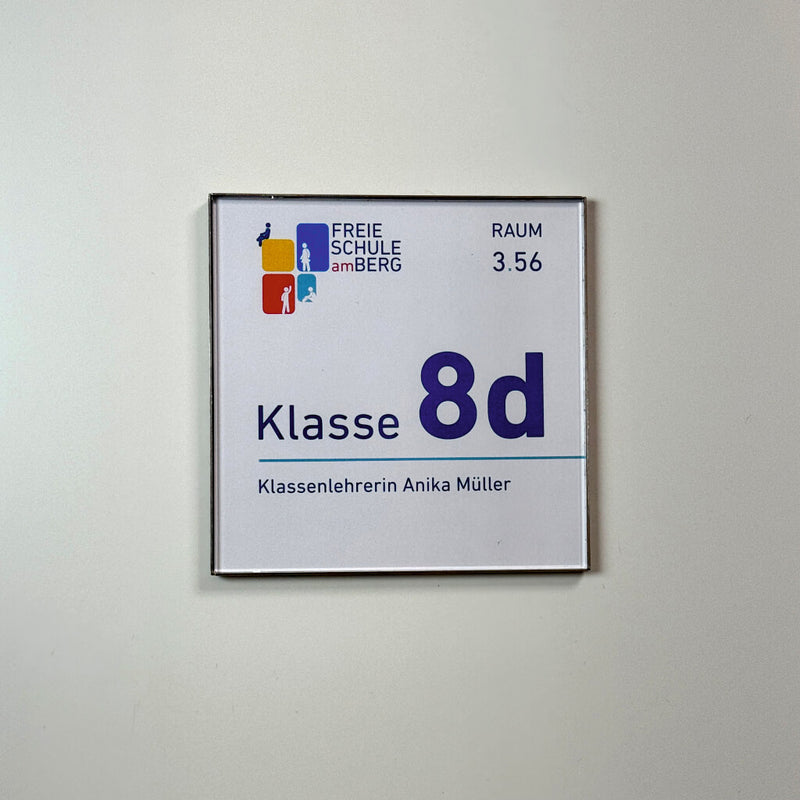 FREIE
SCHULE
amBERG
RAUM
3.56
Klasse 8d
Klassenlehrerin Anika Müller